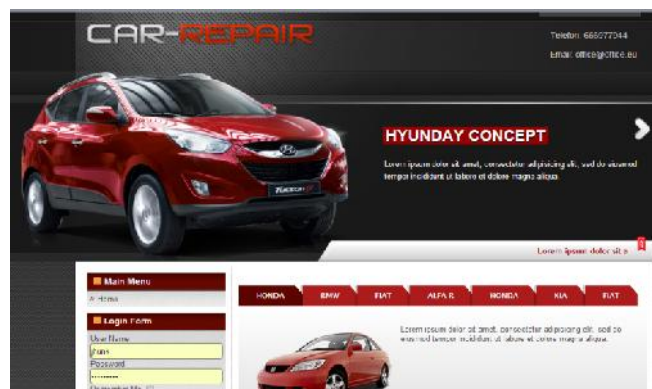 CAR-REPAIR
Telefon: 666977944
Email: office@office.eu
HYUNDAY CONCEPT
Lorem ipsum dolor sit amet, consectetur adipisicing elit, sed do eiusmod
tempor incididunt ut labore et dolore magna aliqua.
Lorem ipsum dolor sit
Main Menu
Home
HONDA BMW FIAT ALFA R. HONDA KIA FIAT
Login Form
Lorem ipsum dolor sit amet, consectetur adipisicing elit, sed do
eiusmod tempor incididunt ut labore et dolore magna aliqua.
User Name
Password